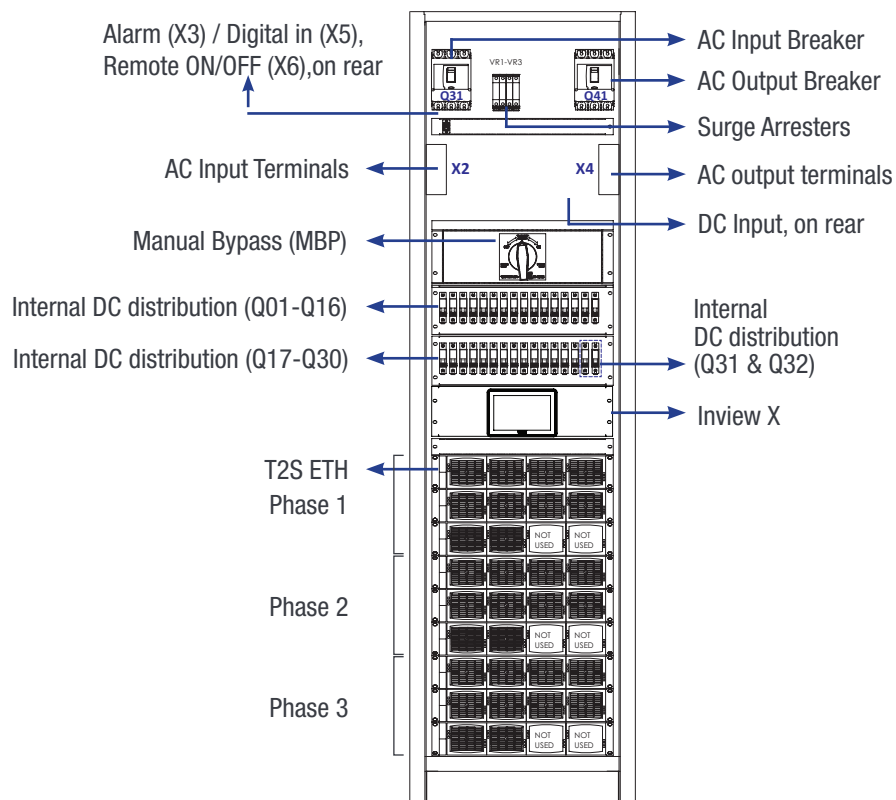 Alarm (X3) / Digital in (X5),
Remote ON/OFF (X6),on rear
AC Input Breaker
VR1-VR3
AC Output Breaker
Q31
Q41
Surge Arresters
AC Input Terminals
X2
X4
AC output terminals
DC Input, on rear
Manual Bypass (MBP)
Internal DC distribution (Q01-Q16)
Internal
DC distribution
(Q31 & Q32)
Internal DC distribution (Q17-Q30)
Inview X
T2S ETH
Phase 1
NOT
USED
NOT
USED
Phase 2
NOT
USED
NOT
USED
Phase 3
NOT
USED
NOT
USED